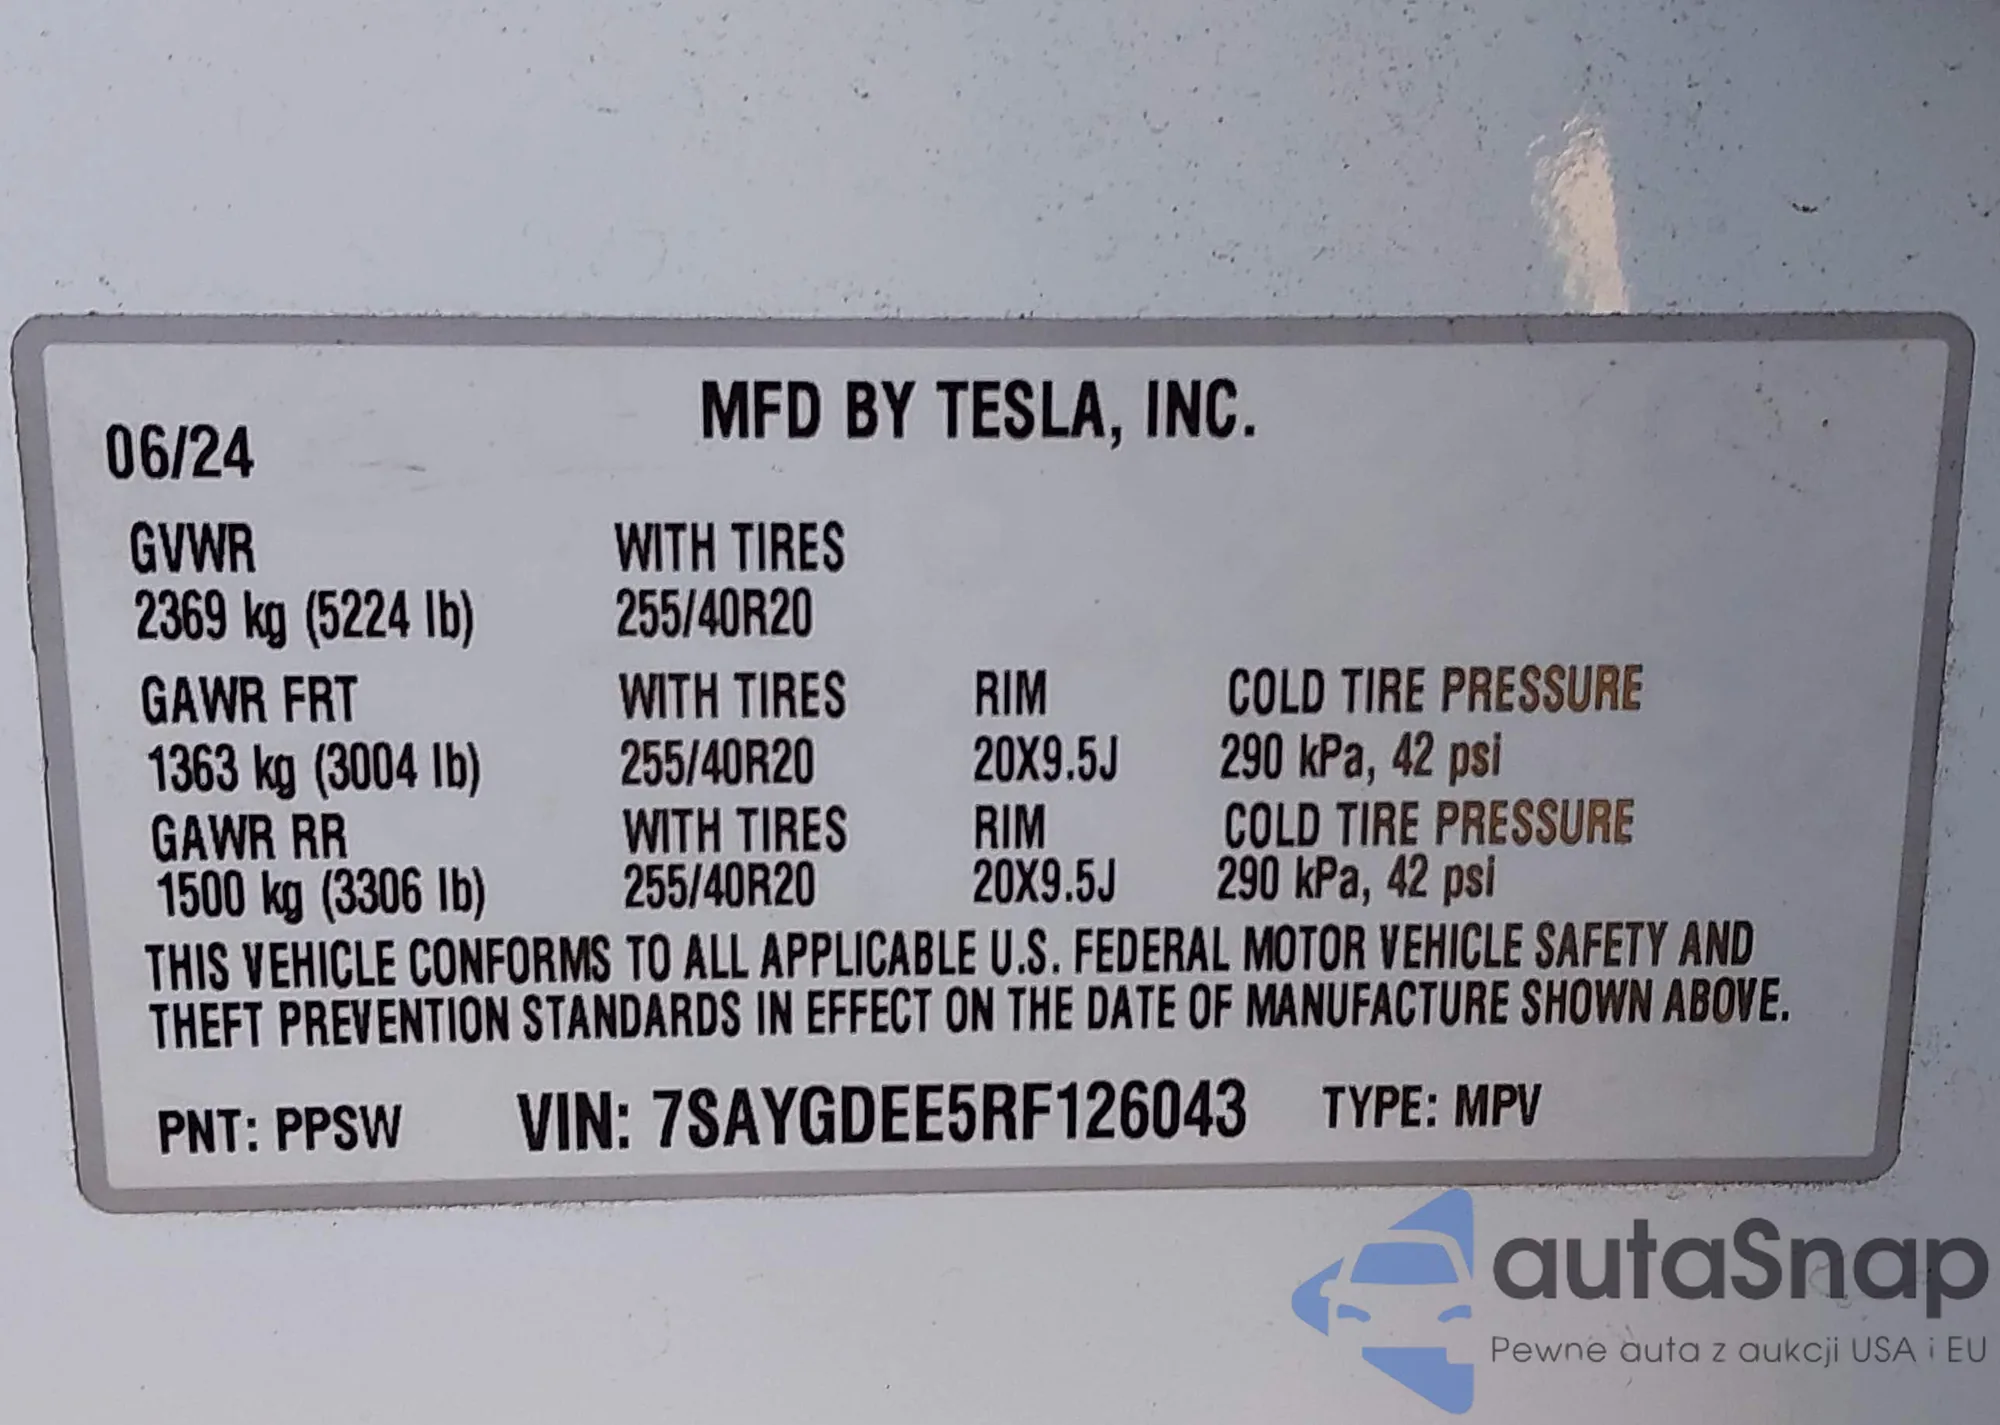 MFD BY TESLA, INC.
06/24
GVWR WITH TIRES
2369 kg (5224 lb) 255/40R20
GAWR FRT WITH TIRES RIM COLD TIRE PRESSURE
1363 kg (3004 lb) 255/40R20 20X9.5J 290 kPa, 42 psi
GAWR RR WITH TIRES RIM COLD TIRE PRESSURE
1500 kg (3306 lb) 255/40R20 20X9.5J 290 kPa, 42 psi
THIS VEHICLE CONFORMS TO ALL APPLICABLE U.S. FEDERAL MOTOR VEHICLE SAFETY AND
THEFT PREVENTION STANDARDS IN EFFECT ON THE DATE OF MANUFACTURE SHOWN ABOVE.
PNT: PPSW VIN: 7SAYGDEE5RF126043 TYPE: MPV
autaSnap
Pewne auta z aukcji USA i EU